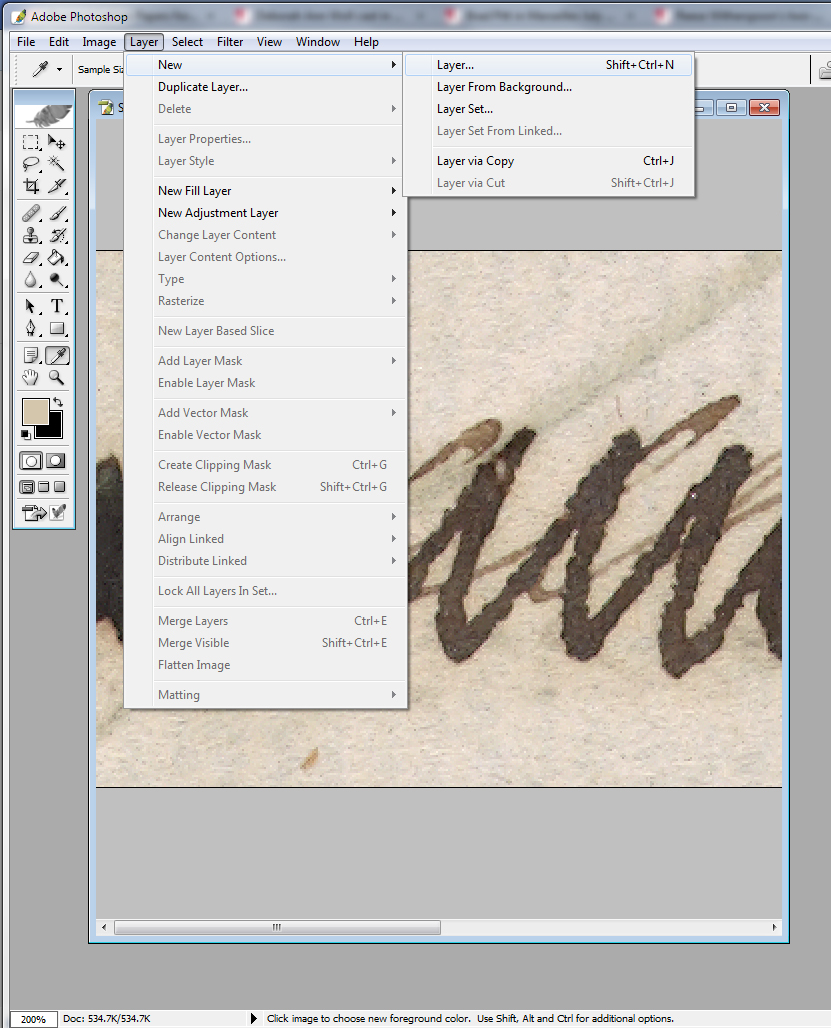 Adobe Photoshop
File Edit Image Layer Select Filter View Window Help
Sample
New
Duplicate Layer...
Delete
Layer Properties...
Layer Style
New Fill Layer
New Adjustment Layer
Change Layer Content
Layer Content Options...
Type
Rasterize
New Layer Based Slice
Add Layer Mask
Enable Layer Mask
Add Vector Mask
Enable Vector Mask
Create Clipping Mask Ctrl+G
Release Clipping Mask Shift+Ctrl+G
Arrange
Align Linked
Distribute Linked
Lock All Layers In Set...
Merge Layers Ctrl+E
Merge Visible Shift+Ctrl+E
Flatten Image
Matting
Layer... Shift+Ctrl+N
Layer From Background...
Layer Set...
Layer Set From Linked...
Layer via Copy Ctrl+J
Layer via Cut Shift+Ctrl+J
200% Doc: 534.7K/534.7K Click image to choose new foreground color. Use Shift, Alt and Ctrl for additional options.